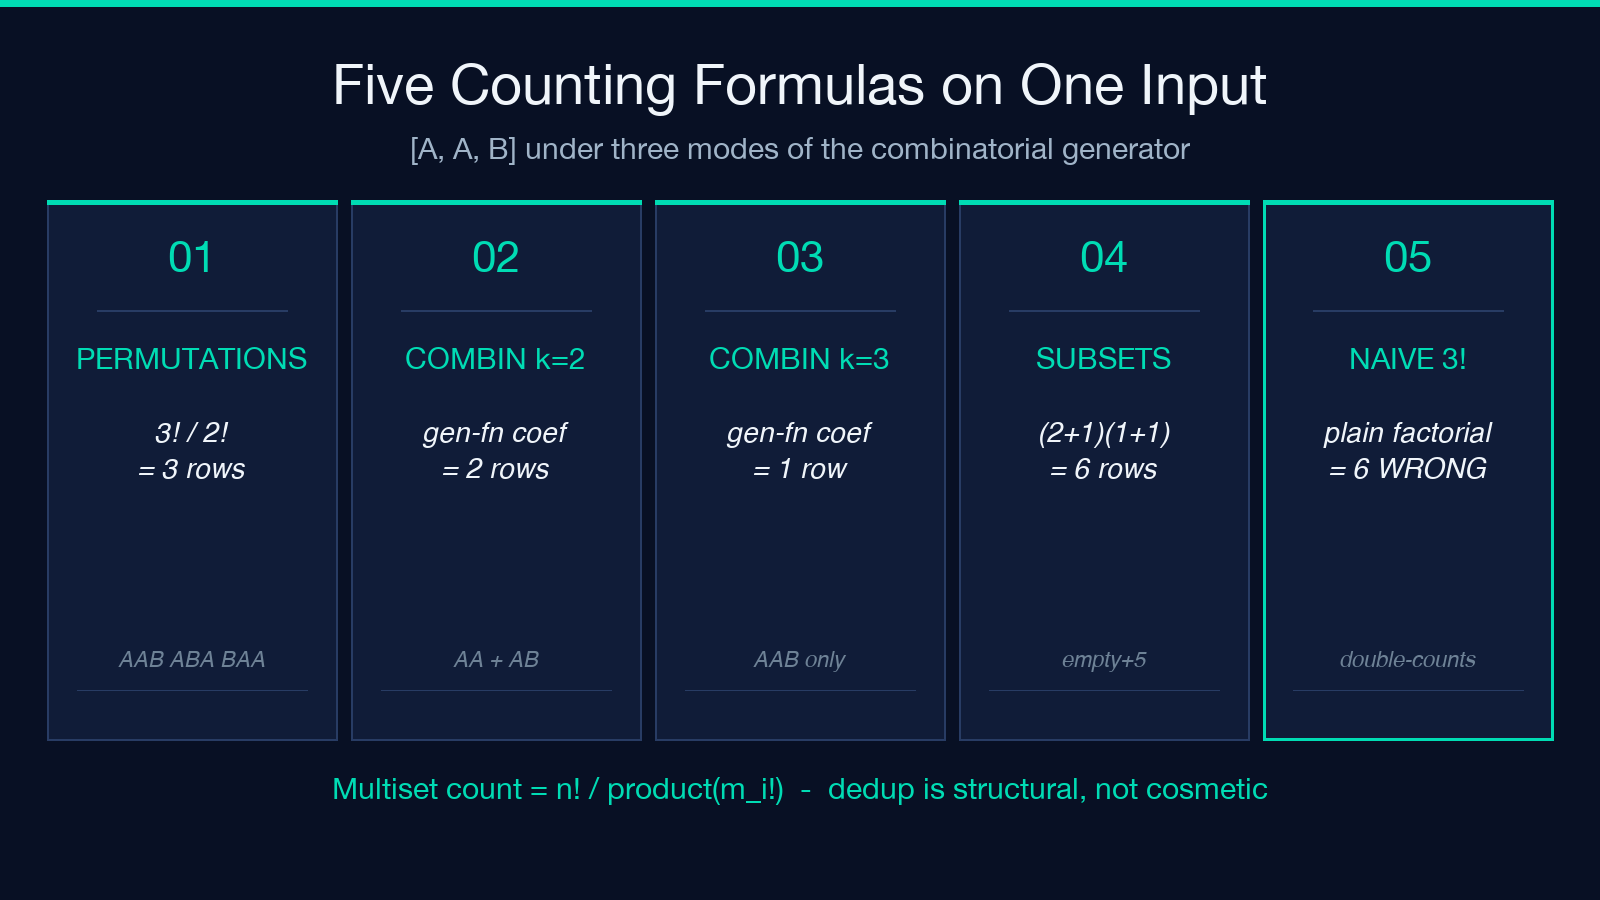 Five Counting Formulas on One Input
[A, A, B] under three modes of the combinatorial generator
01
PERMUTATIONS
3! / 2!
= 3 rows
AAB ABA BAA
02
COMBIN k=2
gen-fn coef
= 2 rows
AA + AB
03
COMBIN k=3
gen-fn coef
= 1 row
AAB only
04
SUBSETS
(2+1)(1+1)
= 6 rows
empty+5
05
NAIVE 3!
plain factorial
= 6 WRONG
double-counts
Multiset count = n! / product(m_i!)  -  dedup is structural, not cosmetic